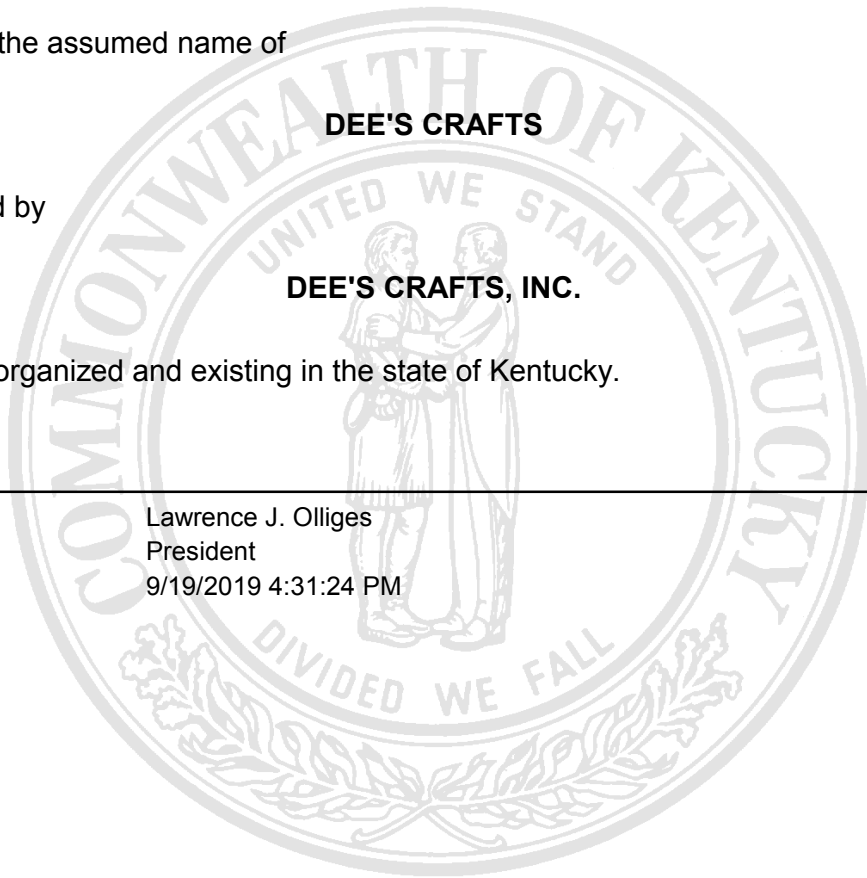 the assumed name of
DEE'S CRAFTS
d by
DEE'S CRAFTS, INC.
organized and existing in the state of Kentucky.
Lawrence J. Olliges
President
9/19/2019 4:31:24 PM
COMMONWEALTH OF KENTUCKY
UNITED WE STAND
DIVIDED WE FALL